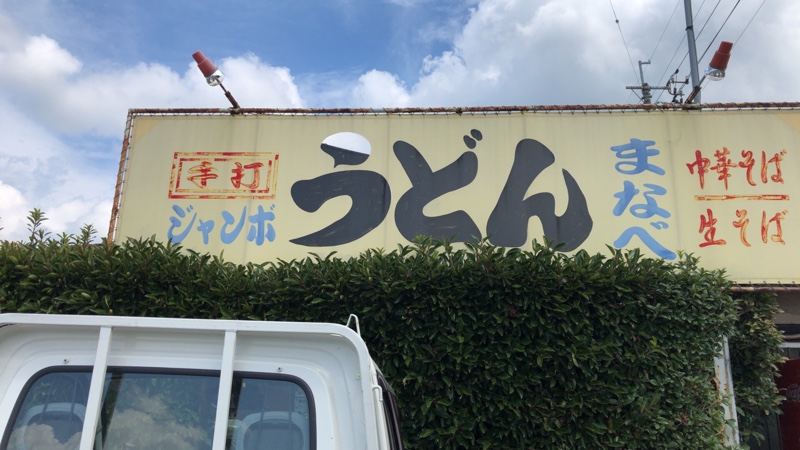 手打
ジャンボ
うどん
まなべ
中華そば
生そば